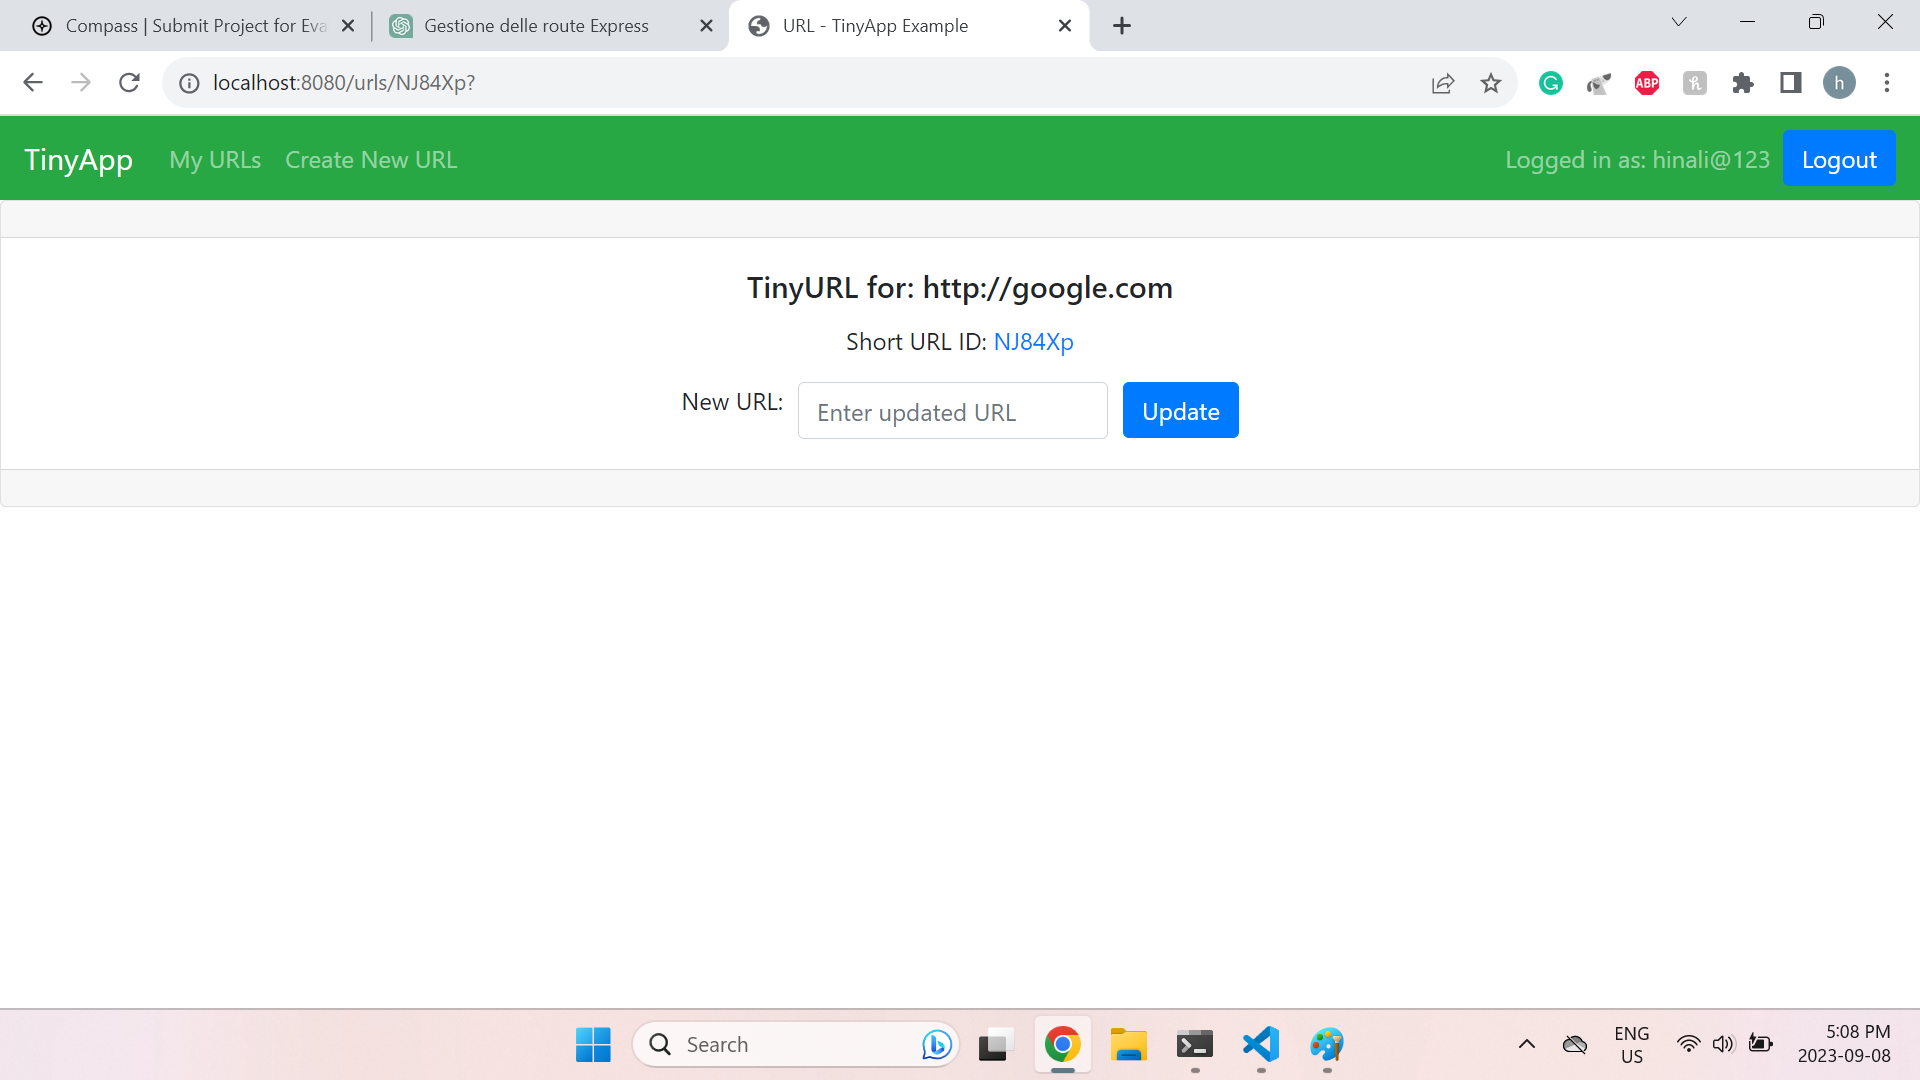 Compass | Submit Project for Eva
Gestione delle route Express
URL - TinyApp Example
localhost:8080/urls/NJ84Xp?
ABP
h
h
TinyApp
My URLs
Create New URL
Logged in as: hinali@123
Logout
TinyURL for: http://google.com
Short URL ID: NJ84Xp
New URL:
Enter updated URL
Update
Search
ENG
US
5:08 PM
2023-09-08